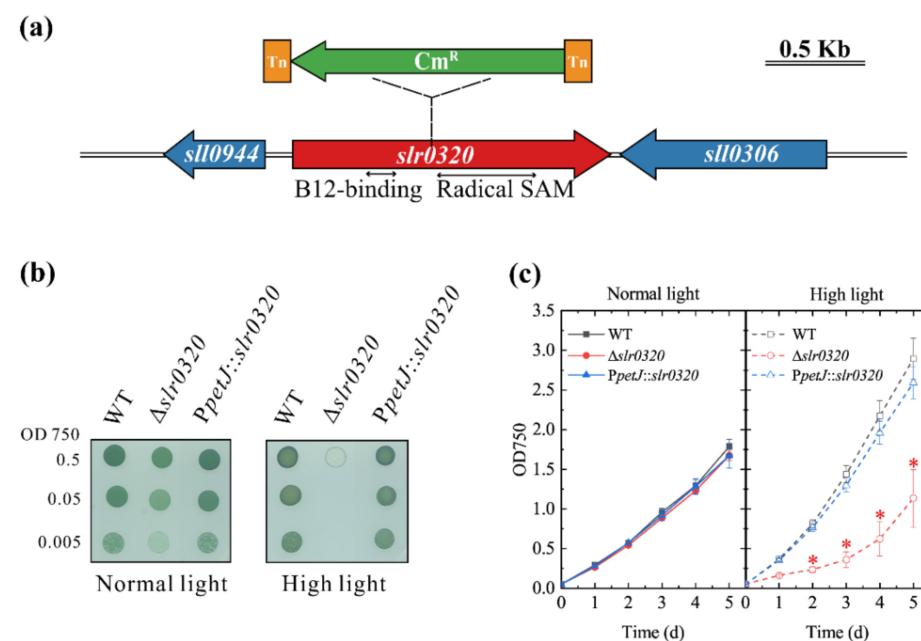 (a)
Tn Cm^R Tn
0.5 Kb
sll0944 slr0320 sll0306
B12-binding Radical SAM
(b)
WT Δslr0320 PpetJ::slr0320 WT Δslr0320 PpetJ::slr0320
OD 750
0.5
0.05
0.005
Normal light High light
(c)
Normal light High light
WT WT
Δslr0320 Δslr0320
PpetJ::slr0320 PpetJ::slr0320
OD750
3.5
3.0
2.5
2.0
1.5
1.0
0.5
0.0
* * * *
0 1 2 3 4 5 0 1 2 3 4 5
Time (d) Time (d)